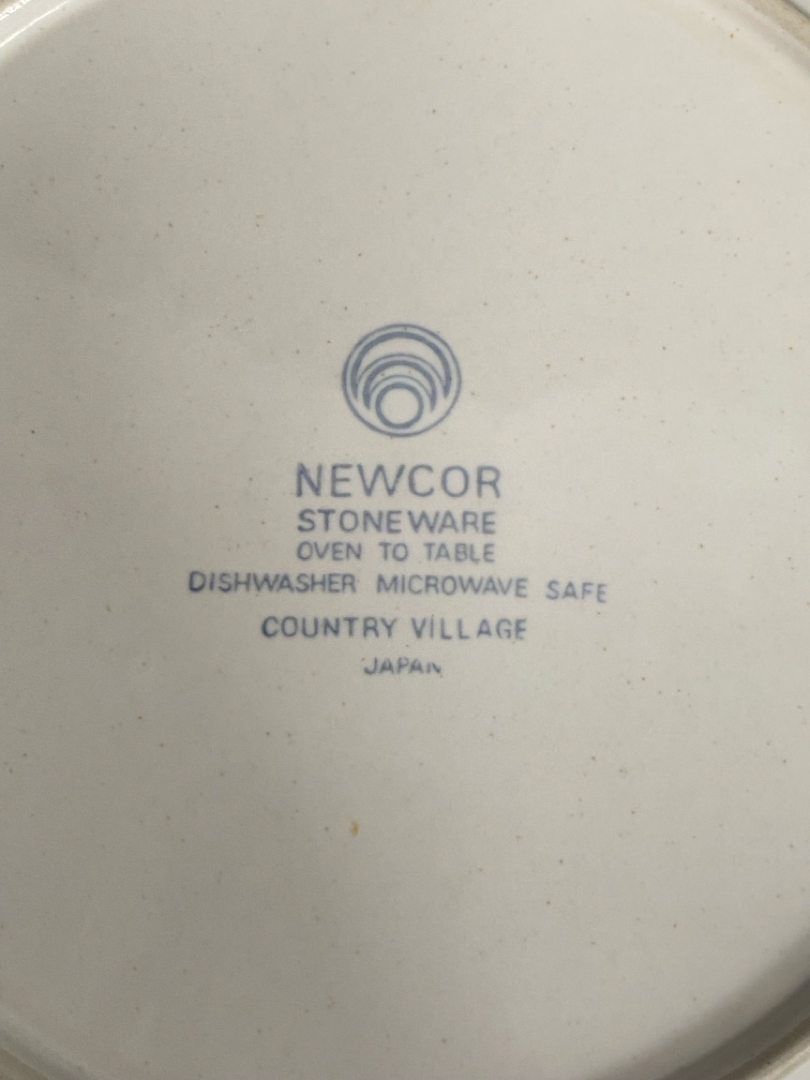 NEWCOR
STONEWARE
OVEN TO TABLE
DISHWASHER MICROWAVE SAFE
COUNTRY VILLAGE
JAPAN